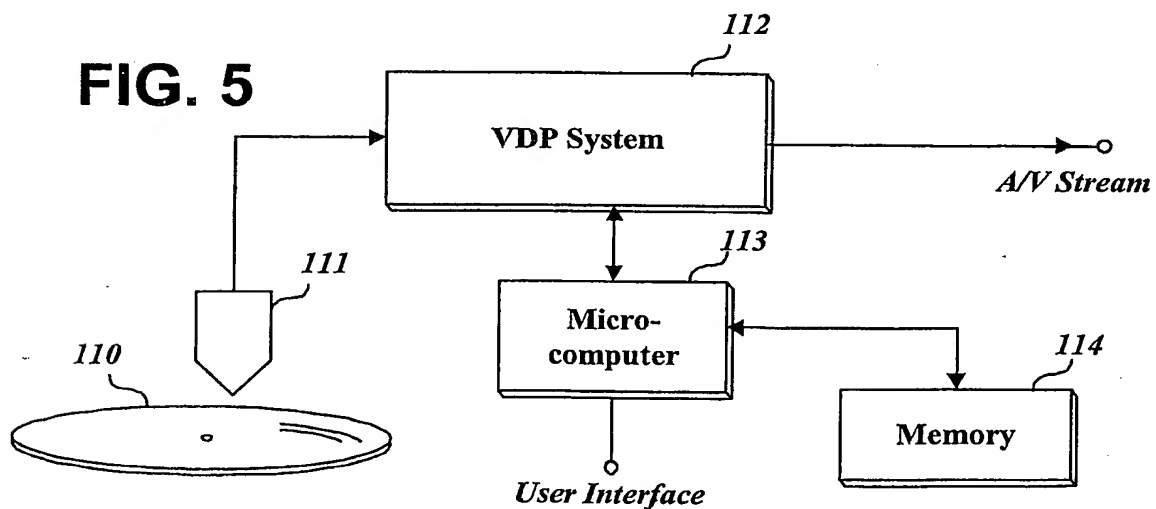 112
FIG. 5
VDP System
A/V Stream
113
111
Micro-
computer
110
114
Memory
User Interface